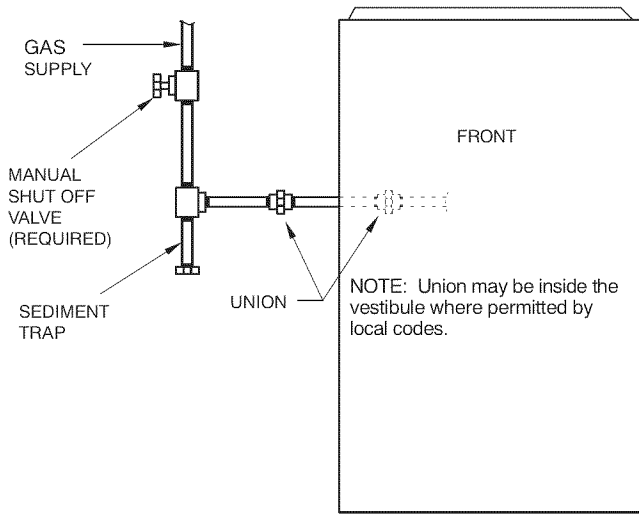 GAS
SUPPLY
FRONT
MANUAL
SHUT OFF
VALVE
(REQUIRED)
SEDIMENT
TRAP
UNION
NOTE: Union may be inside the
vestibule where permitted by
local codes.